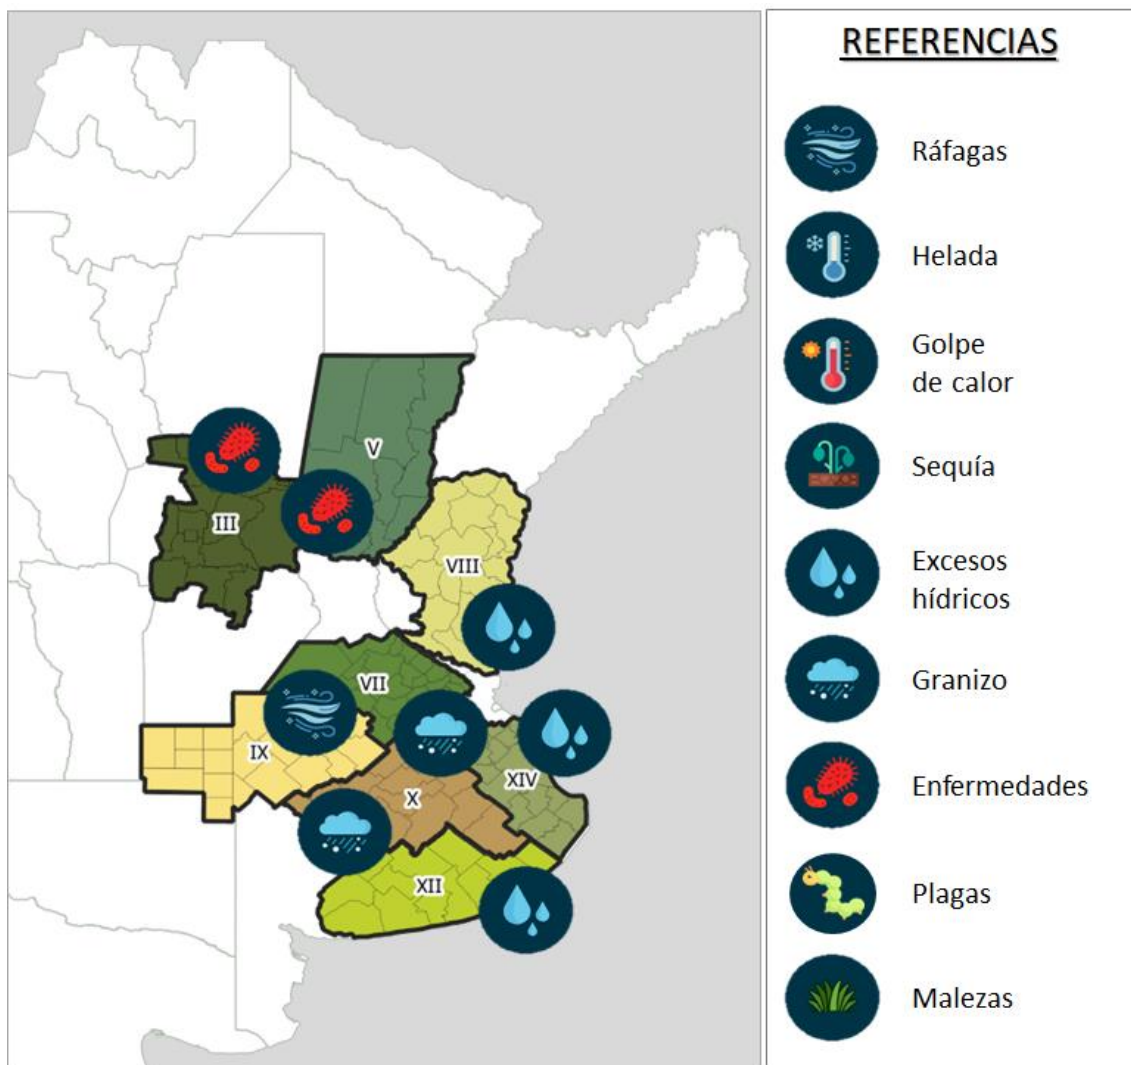 REFERENCIAS
Ráfagas
Helada
Golpe
de calor
Sequía
Excesos
hídricos
Granizo
Enfermedades
Plagas
Malezas
V
III
VIII
VII
IX
XIV
X
XII